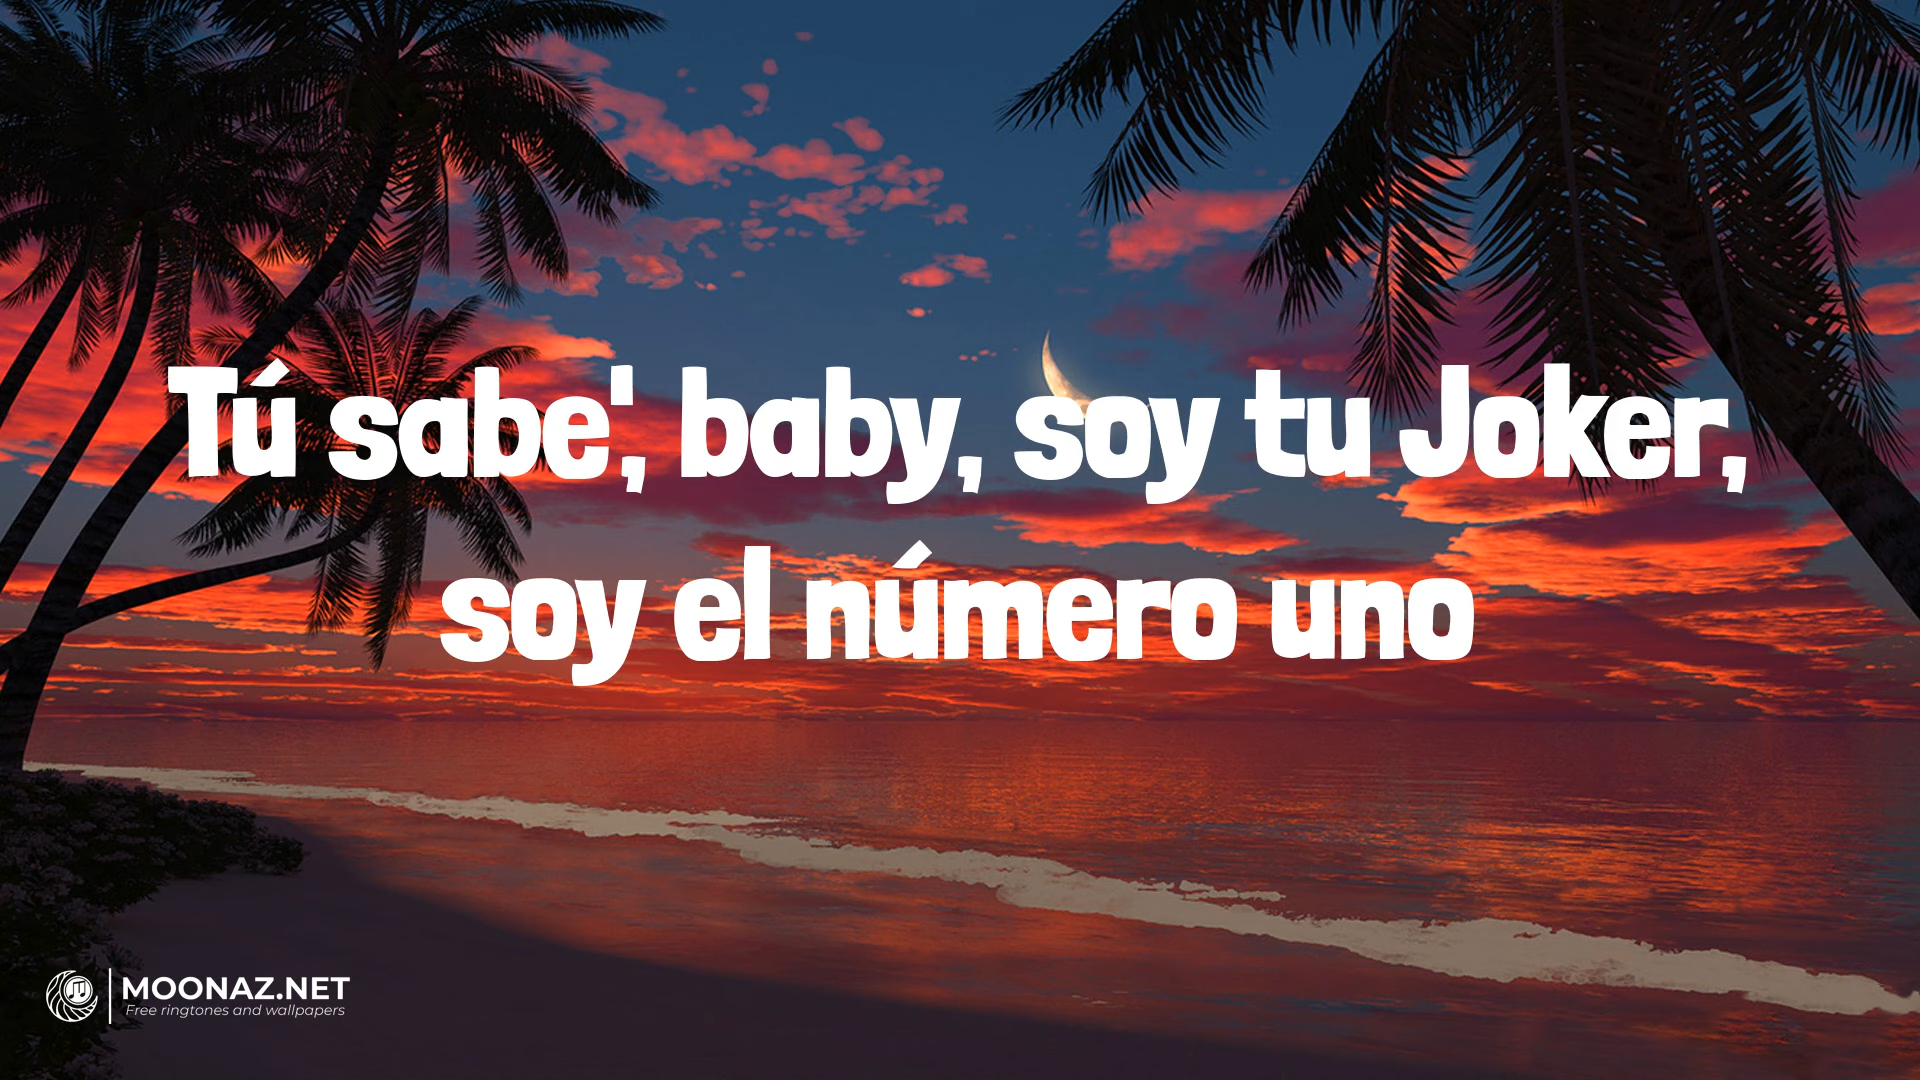 Tú sabe', baby, soy tu Joker,
soy el número uno
MOONAZ.NET
Free ringtones and wallpapers